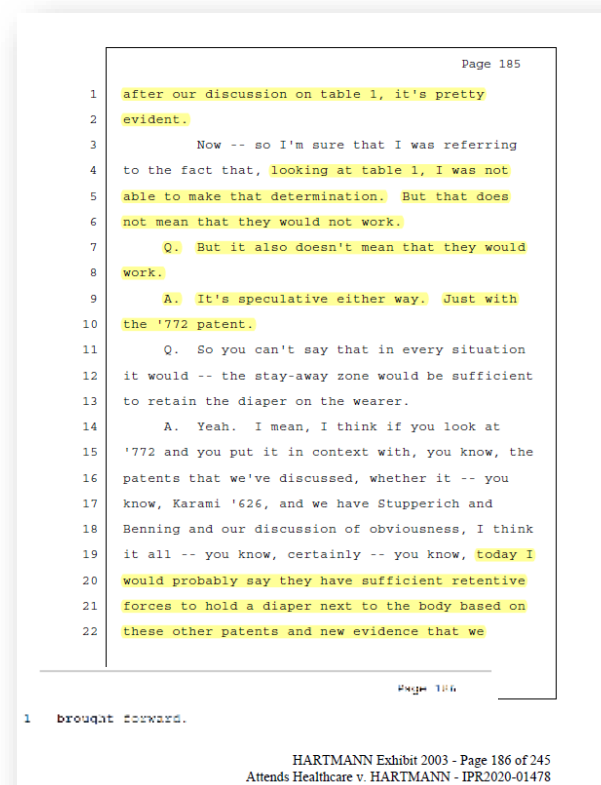 Page 185
1 after our discussion on table 1, it's pretty
2 evident.
3 Now -- so I'm sure that I was referring
4 to the fact that, looking at table 1, I was not
5 able to make that determination. But that does
6 not mean that they would not work.
7 Q. But it also doesn't mean that they would
8 work.
9 A. It's speculative either way. Just with
10 the '772 patent.
11 Q. So you can't say that in every situation
12 it would -- the stay-away zone would be sufficient
13 to retain the diaper on the wearer.
14 A. Yeah. I mean, I think if you look at
15 '772 and you put it in context with, you know, the
16 patents that we've discussed, whether it -- you
17 know, Karami '626, and we have Stupperich and
18 Benning and our discussion of obviousness, I think
19 it all -- you know, certainly -- you know, today I
20 would probably say they have sufficient retentive
21 forces to hold a diaper next to the body based on
22 these other patents and new evidence that we
Page 186
1 brought forward.
HARTMANN Exhibit 2003 - Page 186 of 245
Attends Healthcare v. HARTMANN - IPR2020-01478